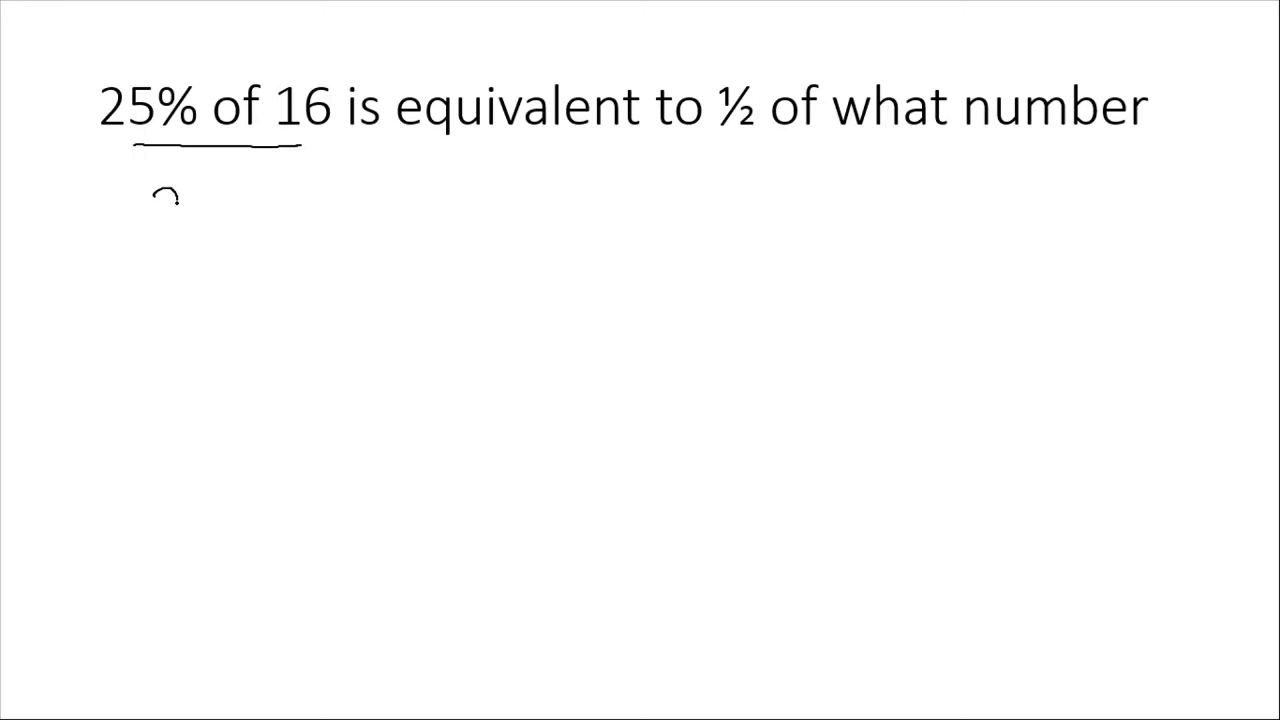 25% of 16 is equivalent to ½ of what number